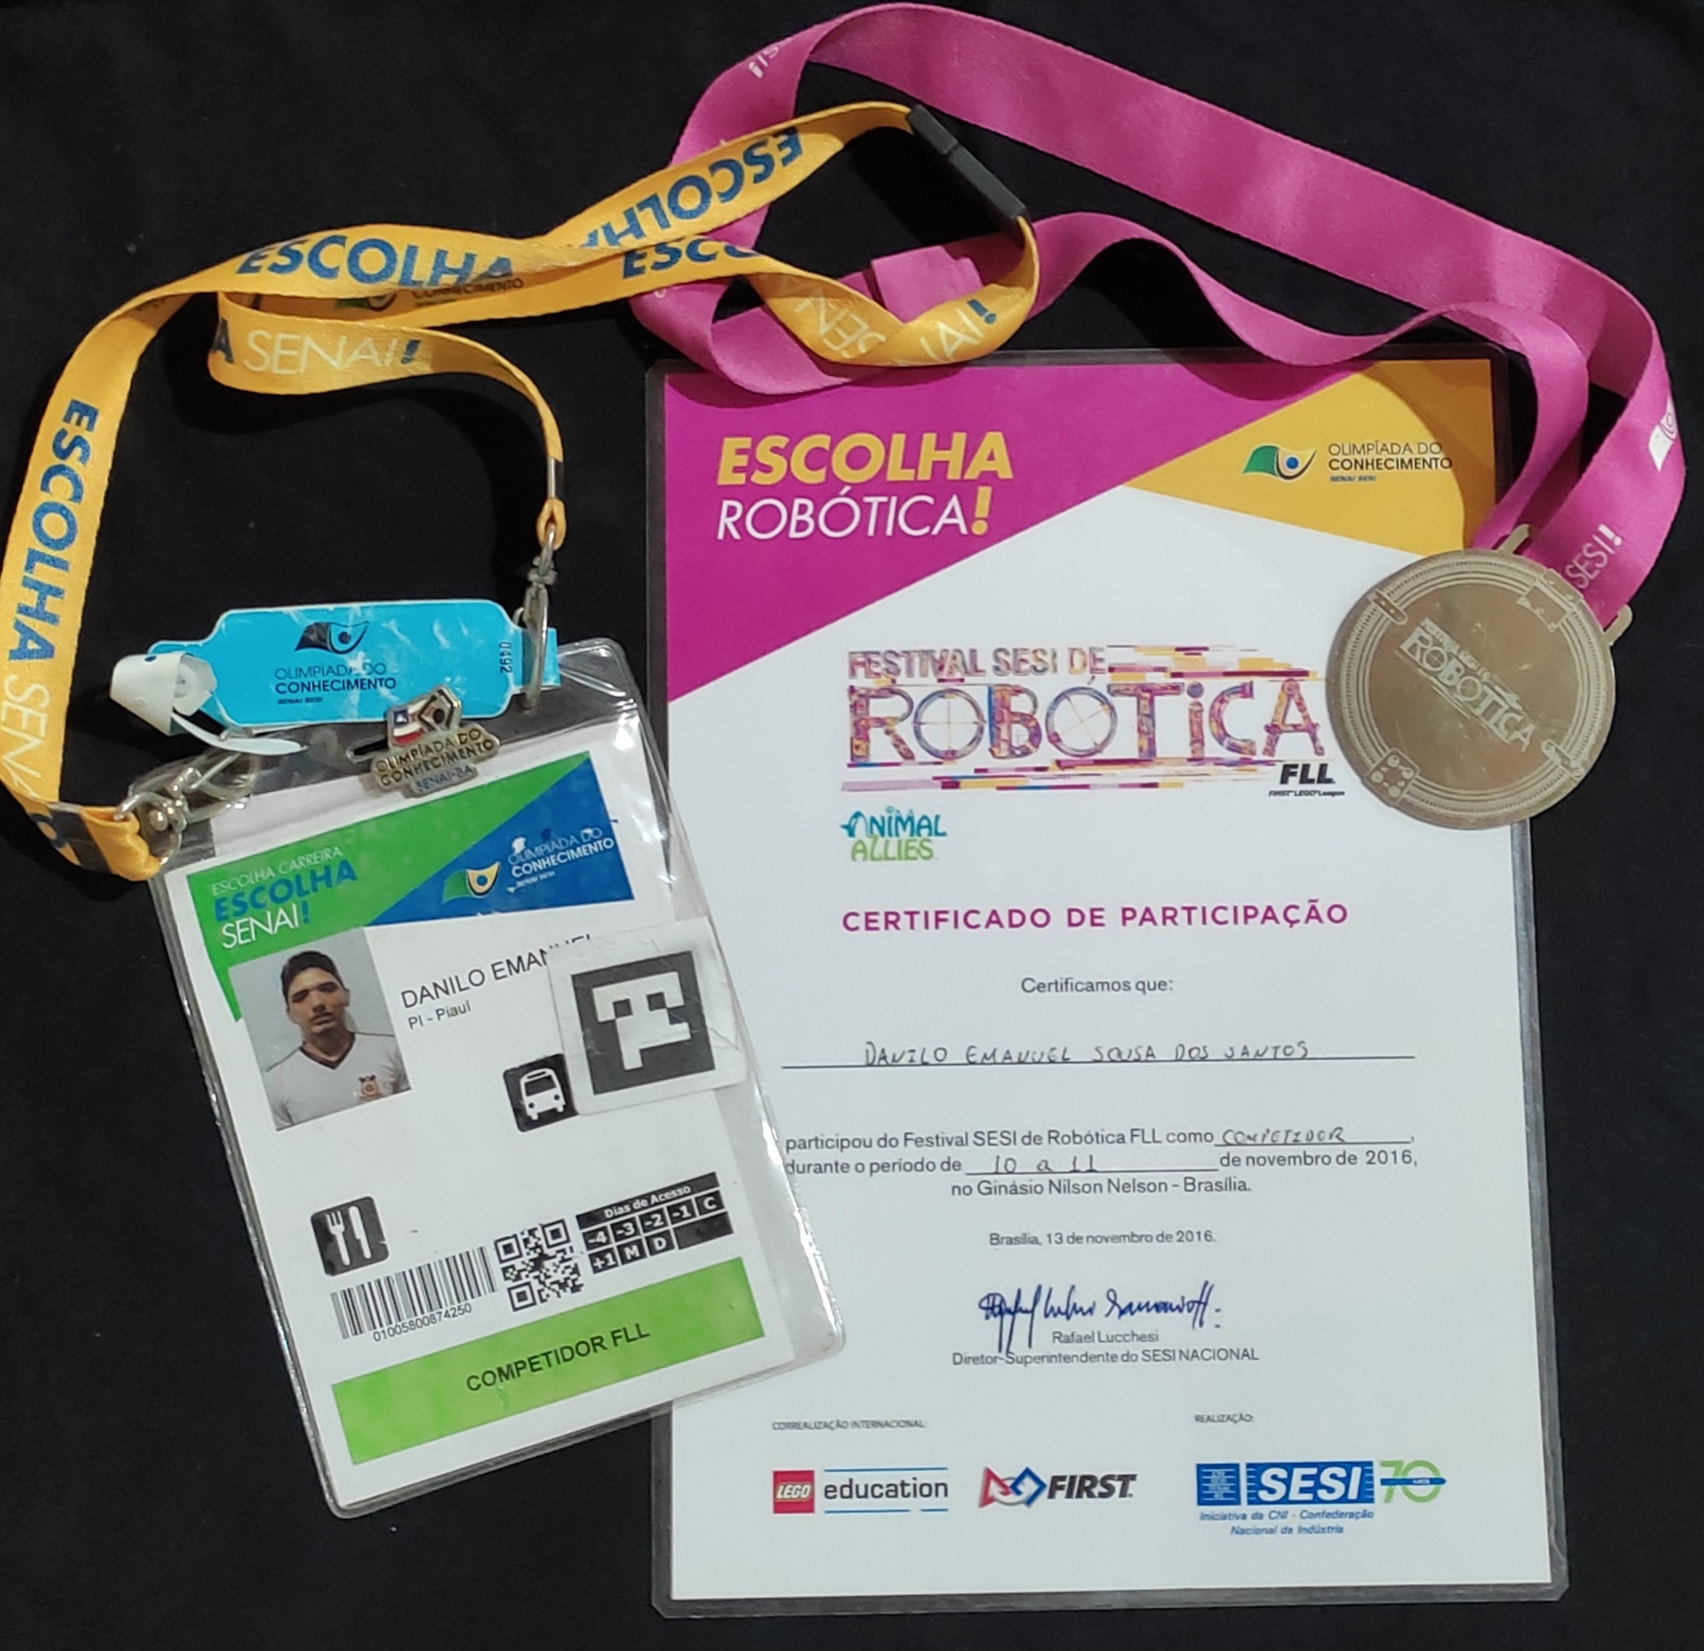 ESCOLHA
ESCOLHA
ESCO
SENAI!
A SENAI!
ESCOLHA SENA
SESI!
OLIMPÍADA DO
CONHECIMENTO
SENAI SESI
0492
OLIMPÍADA DO
CONHECIMENTO
SENAI-BA
ESCOLHA CARREIRA
ESCOLHA
SENAI!
OLIMPÍADA DO
CONHECIMENTO
SENAI SESI
DANILO EMANUEL
PI - Piauí
Dias de Acesso
-4 -3 -2 -1 C
+1 M D
01005800874250
COMPETIDOR FLL
ESCOLHA
ROBÓTICA!
OLIMPÍADA DO
CONHECIMENTO
SENAI SESI
FESTIVAL SESI DE
ROBÓTICA
FLL
FIRST LEGO League
ROBÓTICA
ANIMAL
ALLIES
CERTIFICADO DE PARTICIPAÇÃO
Certificamos que:
DANILO EMANUEL SOUSA DOS SANTOS
participou do Festival SESI de Robótica FLL como COMPETIDOR,
durante o período de 10 a 11 de novembro de 2016,
no Ginásio Nilson Nelson - Brasília.
Brasília, 13 de novembro de 2016.
Rafael Lucchesi
Diretor-Superintendente do SESI NACIONAL
CORREALIZAÇÃO INTERNACIONAL:
REALIZAÇÃO:
LEGO education
FIRST
SESI 70
Iniciativa da CNI - Confederação
Nacional da Indústria